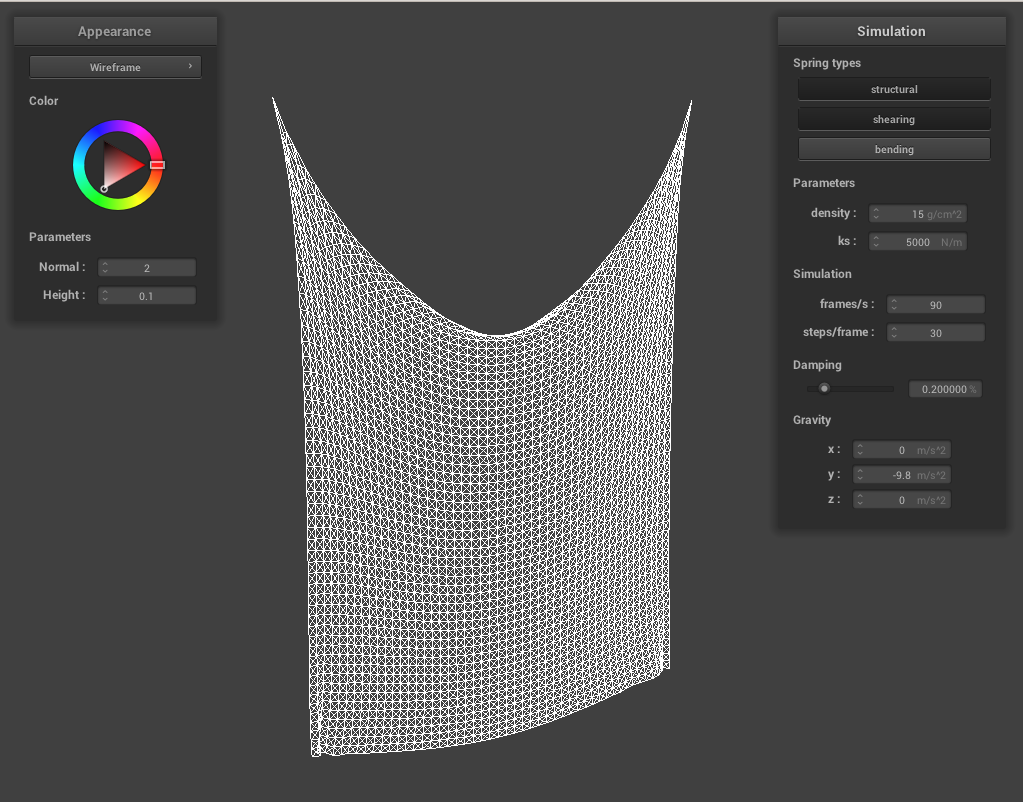 Appearance
Wireframe
Color
Parameters
Normal : 2
Height : 0.1
Simulation
Spring types
structural
shearing
bending
Parameters
density : 15 g/cm^2
ks : 5000 N/m
Simulation
frames/s : 90
steps/frame : 30
Damping
0.200000 %
Gravity
x : 0 m/s^2
y : -9.8 m/s^2
z : 0 m/s^2